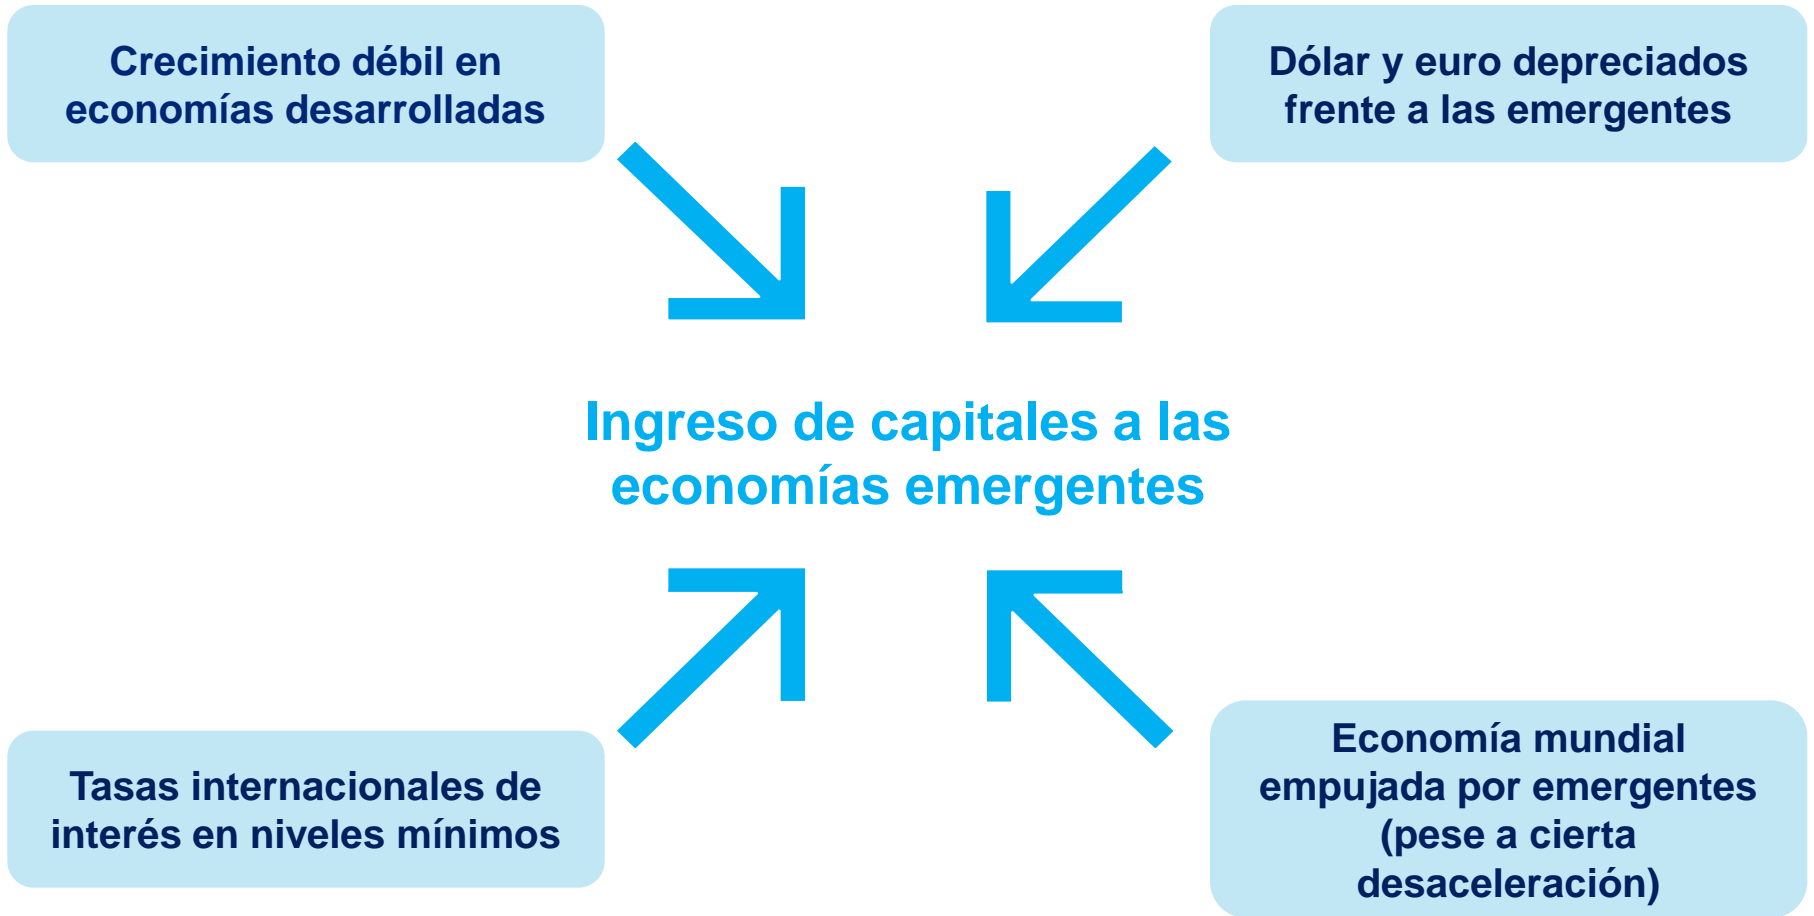 Crecimiento débil en
economías desarrolladas
Dólar y euro depreciados
frente a las emergentes
Ingreso de capitales a las
economías emergentes
Tasas internacionales de
interés en niveles mínimos
Economía mundial
empujada por emergentes
(pese a cierta
desaceleración)